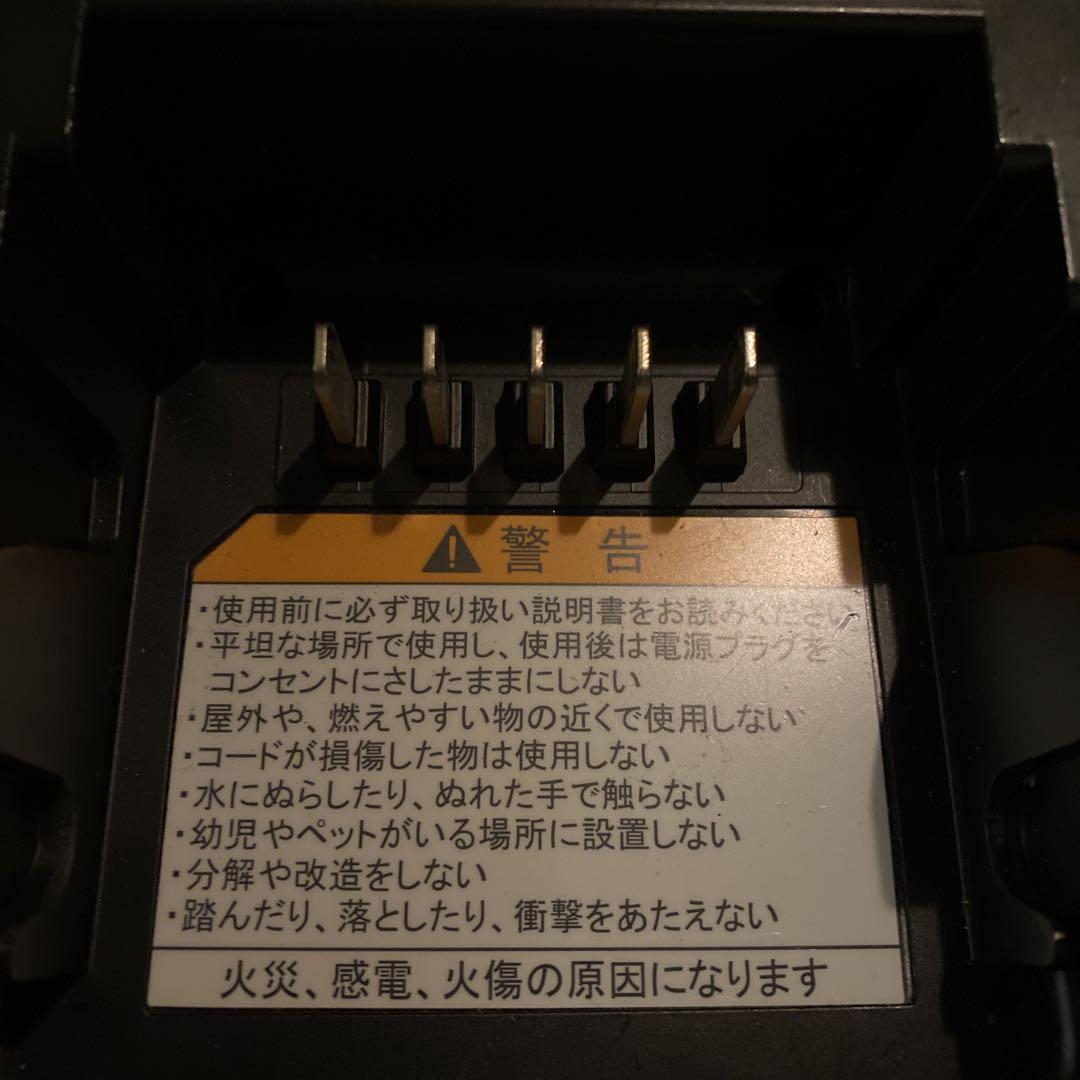 警 告
・使用前に必ず取り扱い説明書をお読みください
・平坦な場所で使用し、使用後は電源プラグを
コンセントにさしたままにしない
・屋外や、燃えやすい物の近くで使用しない
・コードが損傷した物は使用しない
・水にぬらしたり、ぬれた手で触らない
・幼児やペットがいる場所に設置しない
・分解や改造をしない
・踏んだり、落としたり、衝撃をあたえない
火災、感電、火傷の原因になります